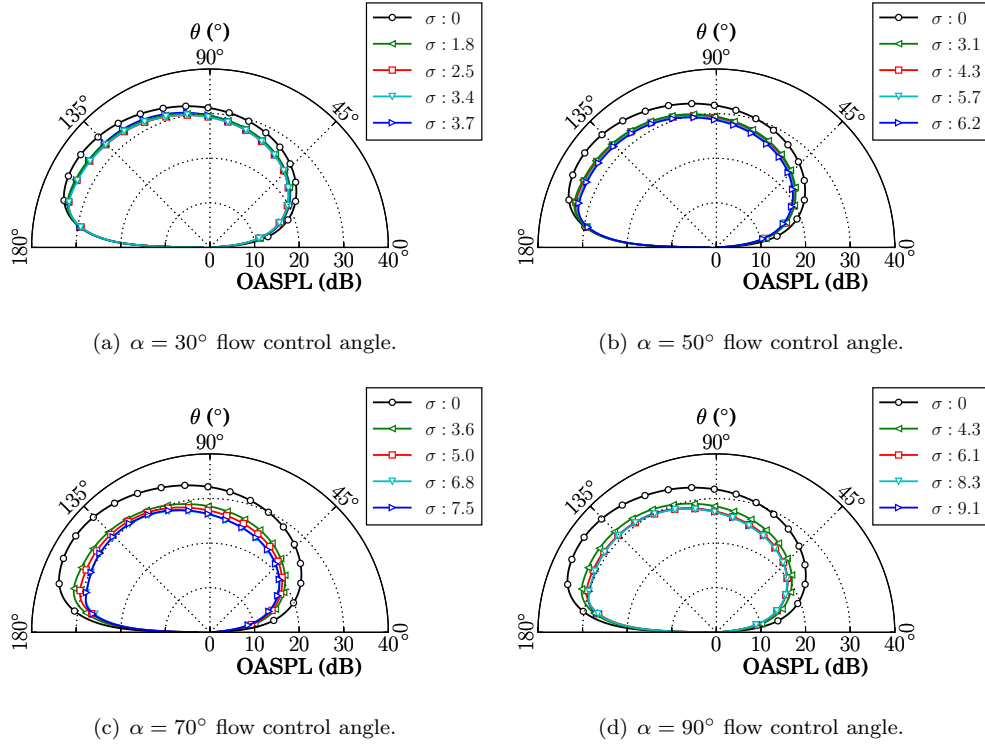 θ (°)
90°
135°
45°
180°
0
0 10 20 30 40
OASPL (dB)
σ : 0
σ : 1.8
σ : 2.5
σ : 3.4
σ : 3.7
(a) α = 30° flow control angle.
θ (°)
90°
135°
45°
180°
0
0 10 20 30 40
OASPL (dB)
σ : 0
σ : 3.1
σ : 4.3
σ : 5.7
σ : 6.2
(b) α = 50° flow control angle.
θ (°)
90°
135°
45°
180°
0°
0 10 20 30 40
OASPL (dB)
σ : 0
σ : 3.6
σ : 5.0
σ : 6.8
σ : 7.5
(c) α = 70° flow control angle.
θ (°)
90°
135°
45°
180°
0°
0 10 20 30 40
OASPL (dB)
σ : 0
σ : 4.3
σ : 6.1
σ : 8.3
σ : 9.1
(d) α = 90° flow control angle.